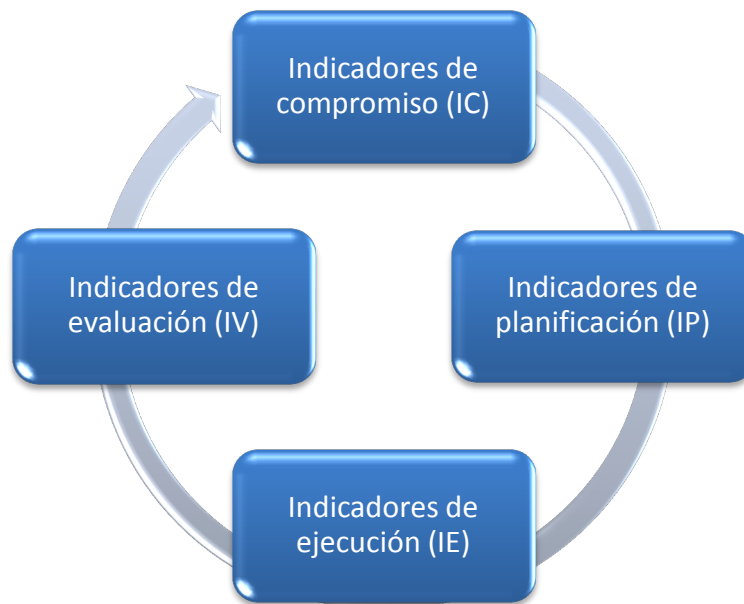 Indicadores de
compromiso (IC)
Indicadores de
planificación (IP)
Indicadores de
ejecución (IE)
Indicadores de
evaluación (IV)